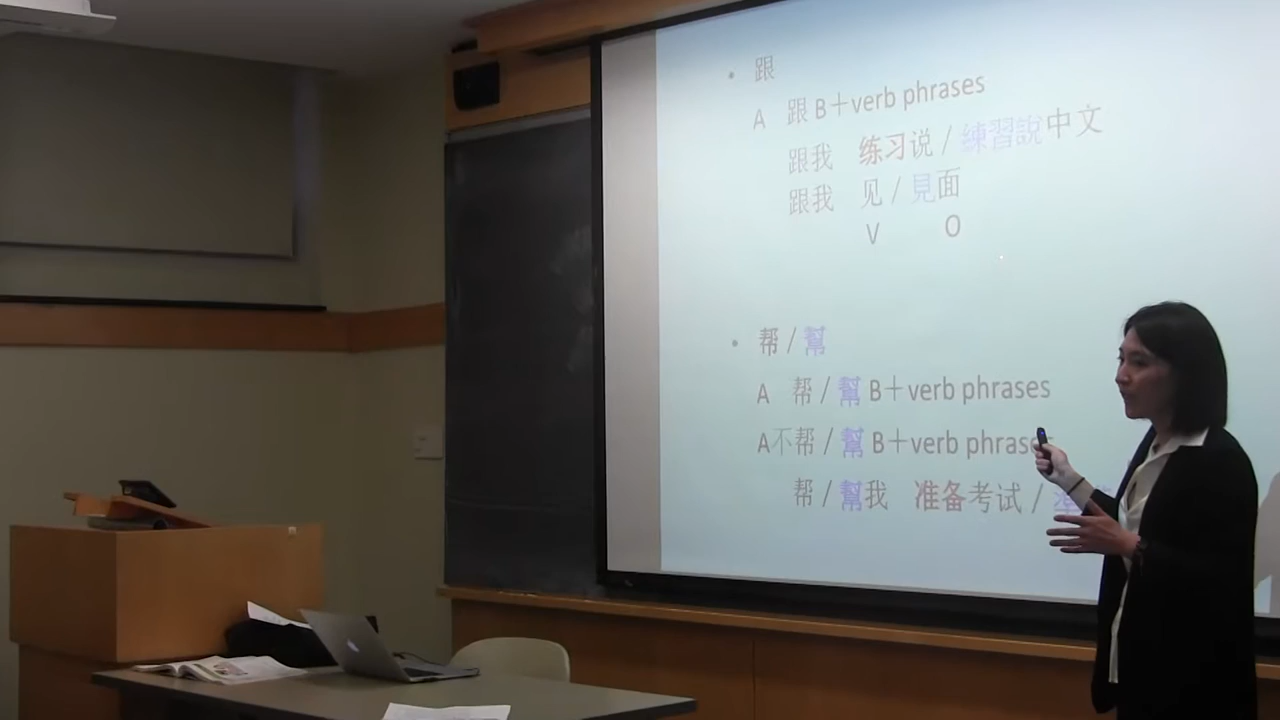 • 跟
A 跟 B＋verb phrases
跟我 练习说 / 練習說中文
跟我 见 / 見面
V O
• 帮 / 幫
A 帮 / 幫 B＋verb phrases
A不帮 / 幫 B＋verb phrases
帮 / 幫我 准备考试 /